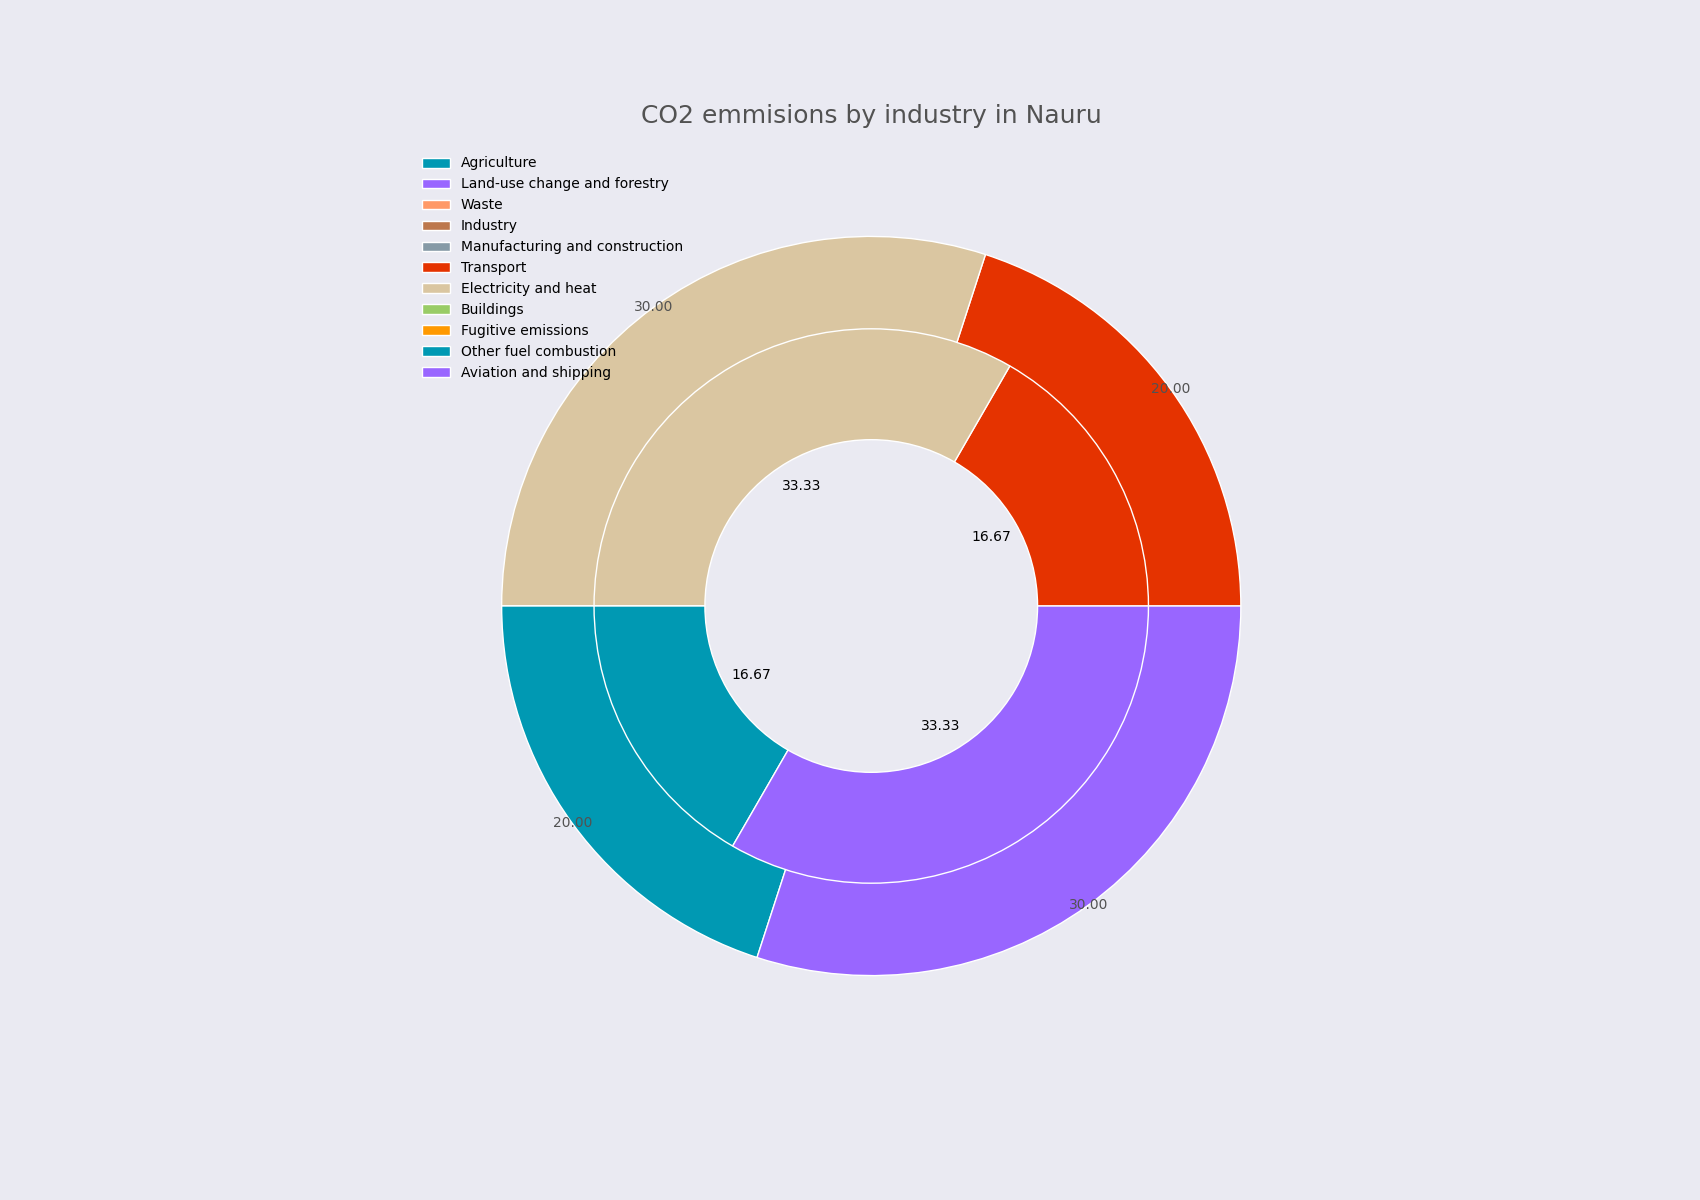 CO2 emmisions by industry in Nauru
Agriculture
Land-use change and forestry
Waste
Industry
Manufacturing and construction
Transport
Electricity and heat
Buildings
Fugitive emissions
Other fuel combustion
Aviation and shipping
30.00
20.00
33.33
16.67
16.67
33.33
20.00
30.00